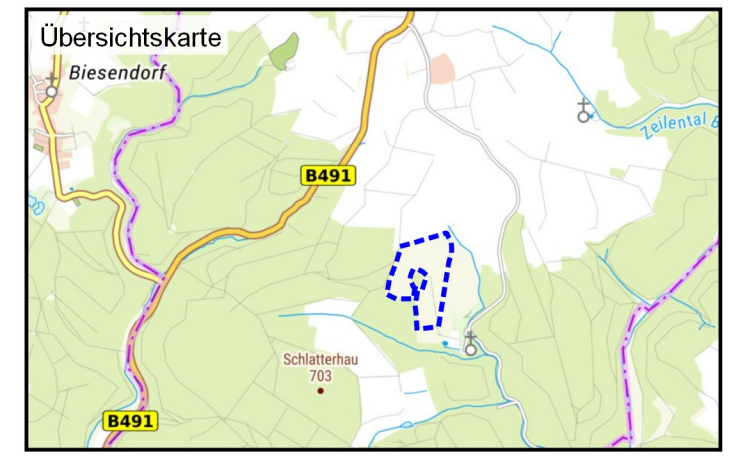 Übersichtskarte
Biesendorf
Zeilental B
B491
Schlatterhau
703
B491